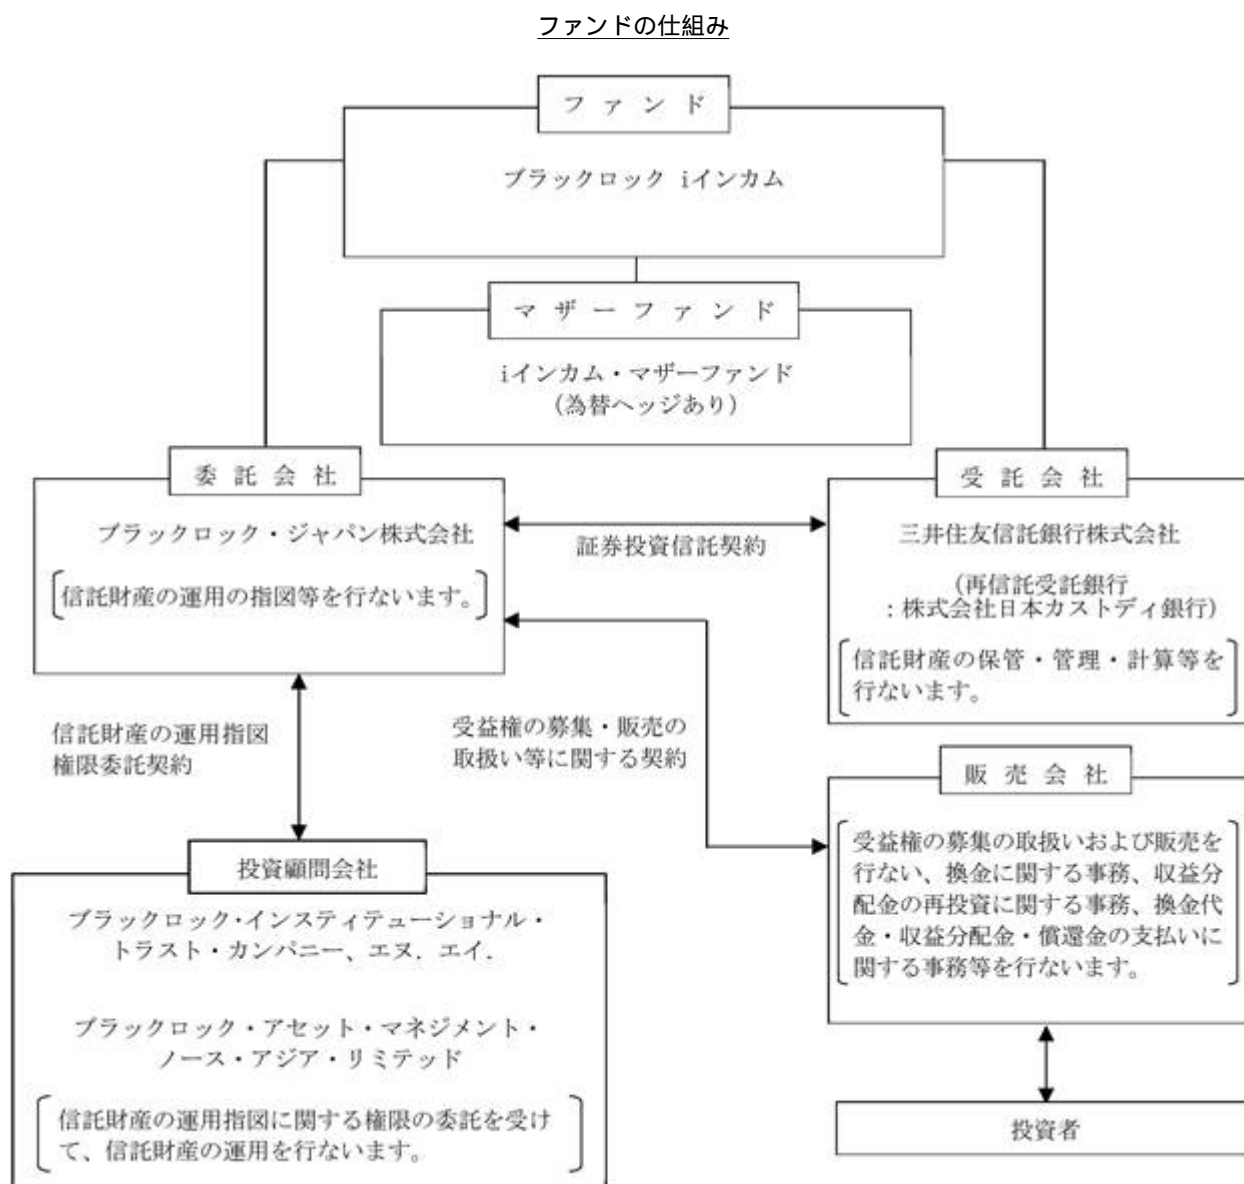 ファンドの仕組み
ファンド
ブラックロック iインカム
マザーファンド
iインカム・マザーファンド
(為替ヘッジあり)
委託会社
ブラックロック・ジャパン株式会社
信託財産の運用の指図等を行ないます。
証券投資信託契約
受託会社
三井住友信託銀行株式会社
(再信託受託銀行
:株式会社日本カストディ銀行)
信託財産の保管・管理・計算等を
行ないます。
信託財産の運用指図
権限委託契約
受益権の募集・販売の
取扱い等に関する契約
販売会社
受益権の募集の取扱いおよび販売を
行ない、換金に関する事務、収益分
配金の再投資に関する事務、換金代
金・収益分配金・償還金の支払いに
関する事務等を行ないます。
投資顧問会社
ブラックロック・インスティテューショナル・
トラスト・カンパニー、エヌ．エイ．
ブラックロック・アセット・マネジメント・
ノース・アジア・リミテッド
信託財産の運用指図に関する権限の委託を受け
て、信託財産の運用を行ないます。
投資者